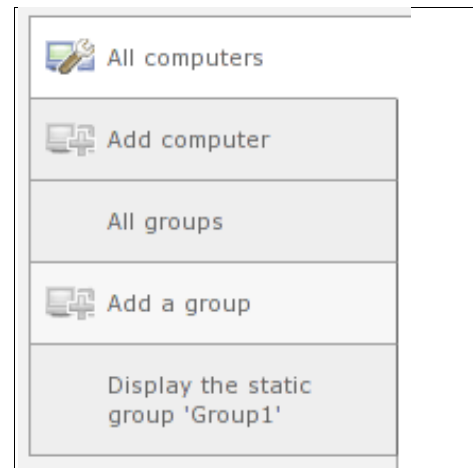 All computers
Add computer
All groups
Add a group
Display the static
group 'Group1'